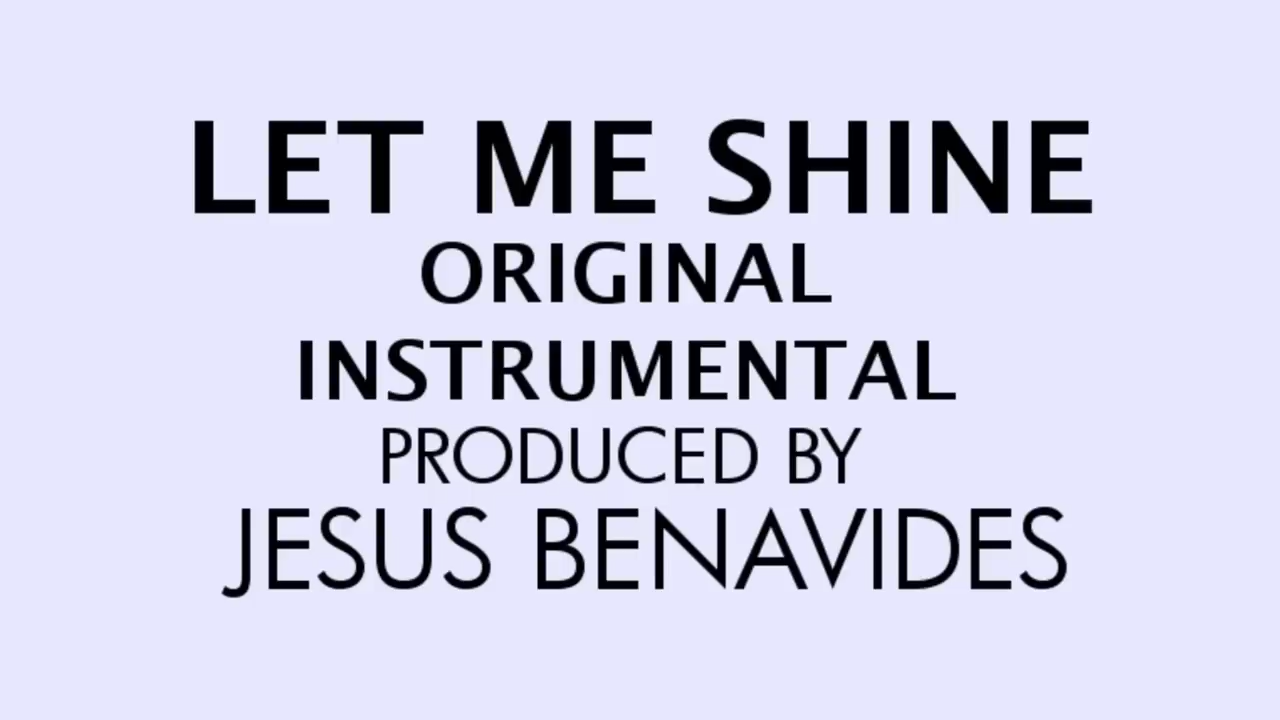 LET ME SHINE
ORIGINAL
INSTRUMENTAL
PRODUCED BY
JESUS BENAVIDES